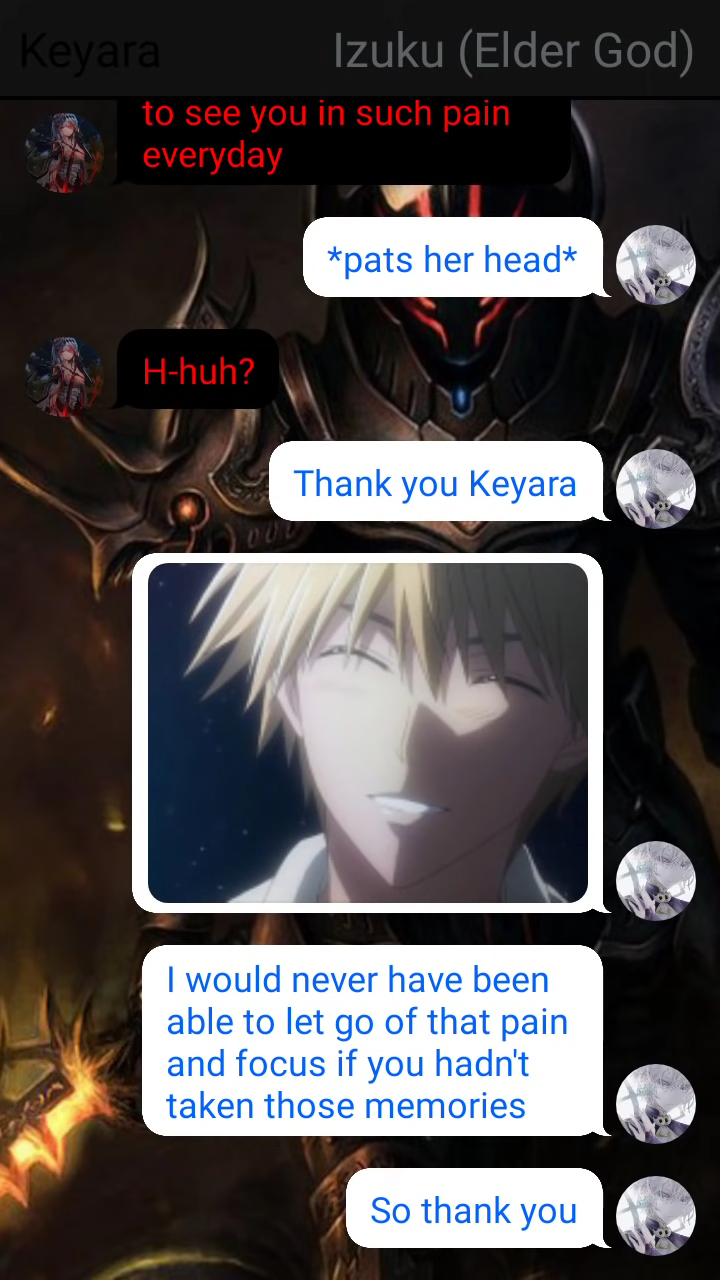 Keyara
Izuku (Elder God)
to see you in such pain
everyday
*pats her head*
H-huh?
Thank you Keyara
I would never have been
able to let go of that pain
and focus if you hadn't
taken those memories
So thank you